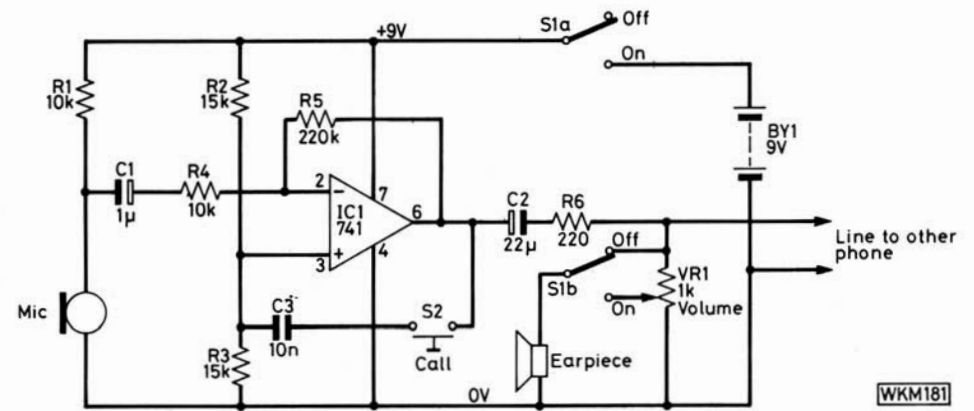 S1a
Off
+9V
On
R1
10k
R2
15k
R5
220k
BY1
9V
C1
1µ
R4
10k
2
−
7
IC1
741
6
C2
22µ
R6
220
+
3
4
Off
Line to other
phone
S1b
VR1
1k
Volume
On
Mic
C3
10n
S2
Call
Earpiece
R3
15k
0V
WKM181